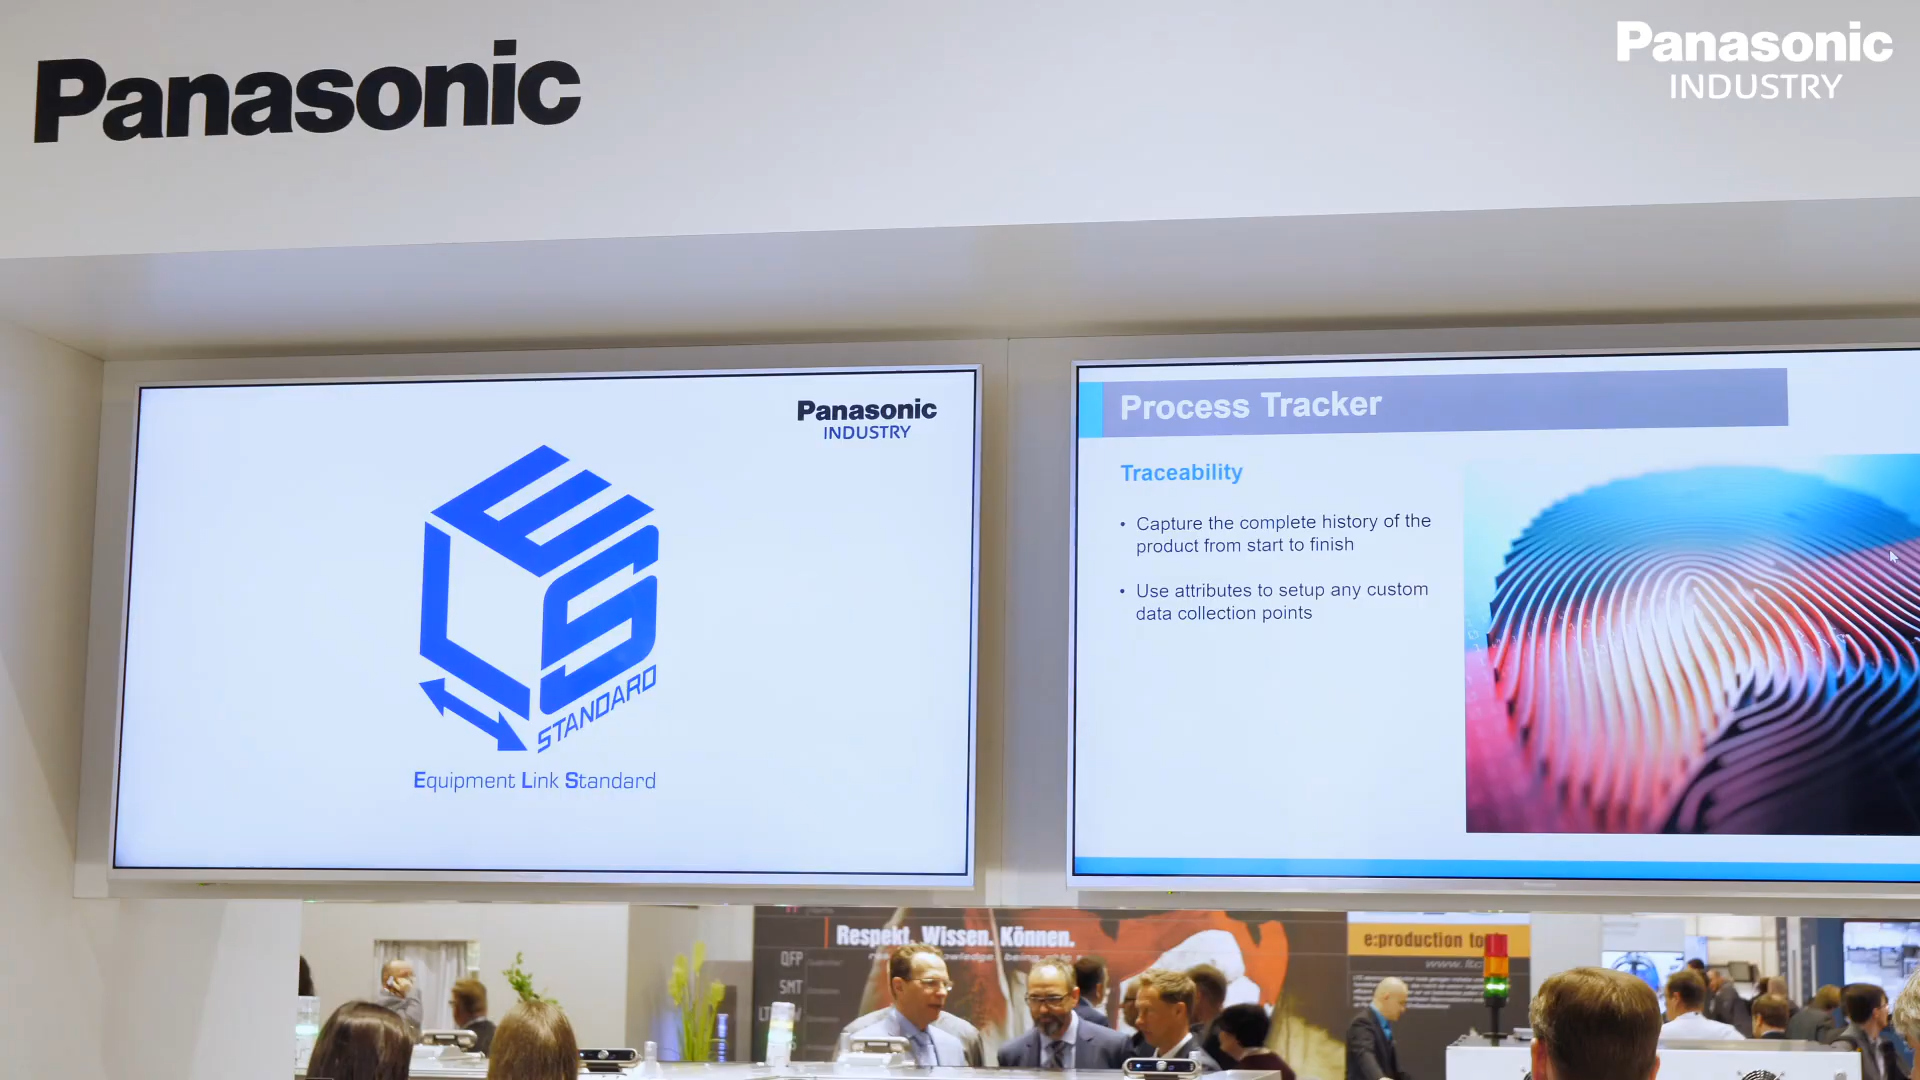 Panasonic
Panasonic
INDUSTRY
Panasonic
INDUSTRY
ELS
STANDARD
Equipment Link Standard
Process Tracker
Traceability
• Capture the complete history of the
product from start to finish
• Use attributes to setup any custom
data collection points
Respekt. Wissen. Können.
QFP
SMT
e:production